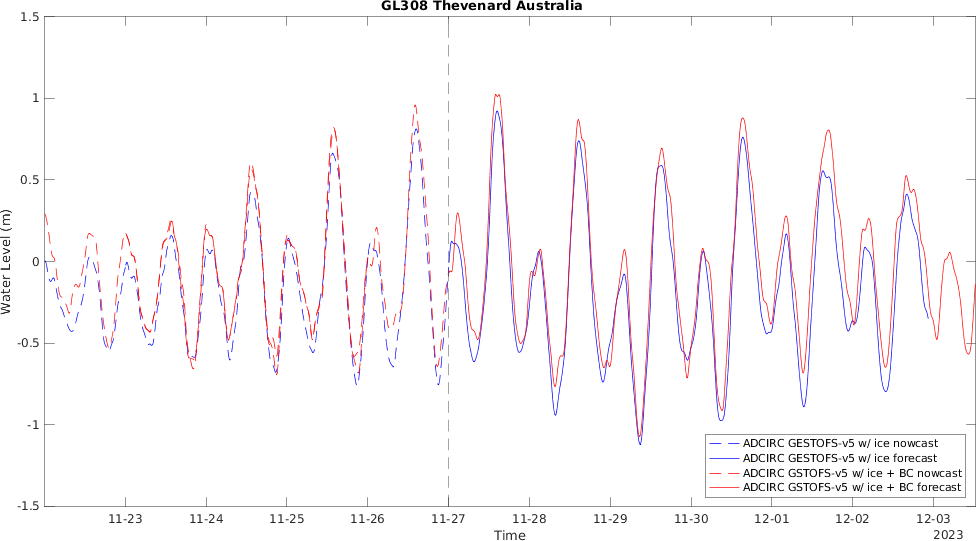 GL308 Thevenard Australia
1.5
1
0.5
0
-0.5
-1
-1.5
Water Level (m)
ADCIRC GESTOFS-v5 w/ ice nowcast
ADCIRC GESTOFS-v5 w/ ice forecast
ADCIRC GSTOFS-v5 w/ ice + BC nowcast
ADCIRC GSTOFS-v5 w/ ice + BC forecast
11-23 11-24 11-25 11-26 11-27 11-28 11-29 11-30 12-01 12-02 12-03
Time
2023